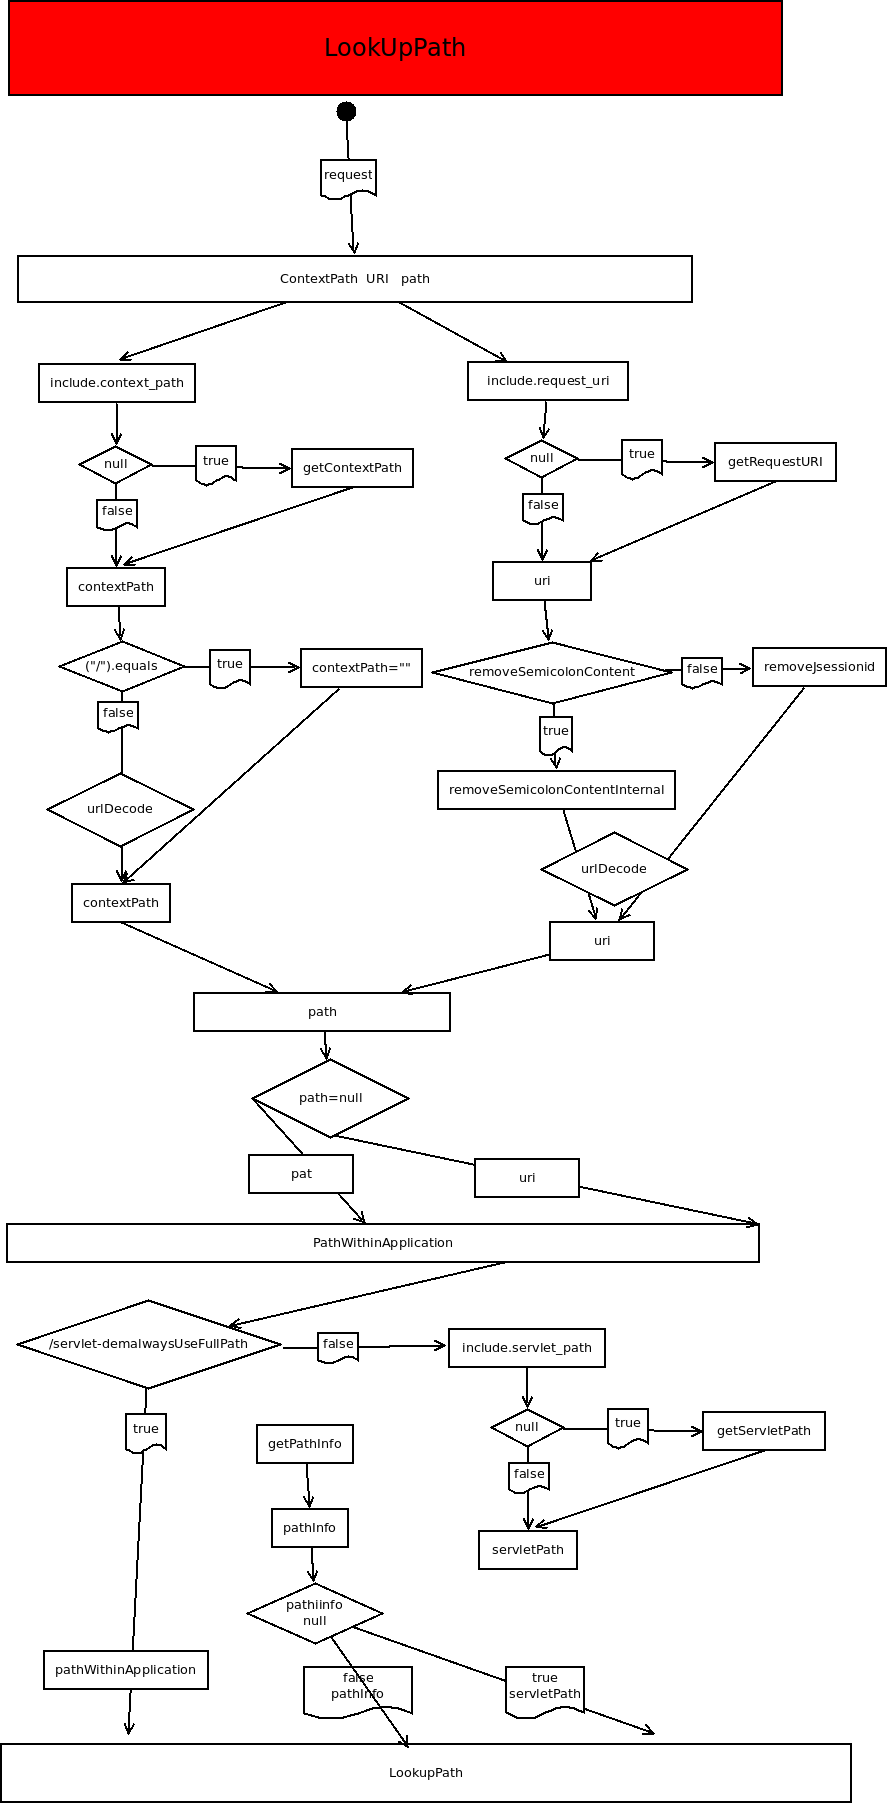 LookUpPath
request
ContextPath  URI   path
include.context_path
include.request_uri
null
true
getContextPath
null
true
getRequestURI
false
false
contextPath
uri
("/").equals
true
contextPath=""
removeSemicolonContent
false
removeJsessionid
false
true
urlDecode
removeSemicolonContentInternal
urlDecode
contextPath
uri
path
path=null
pat
uri
PathWithinApplication
/servlet-demalwaysUseFullPath
false
include.servlet_path
true
getPathInfo
null
true
getServletPath
false
pathInfo
servletPath
pathiinfo
null
pathWithinApplication
false
pathInfo
true
servletPath
LookupPath